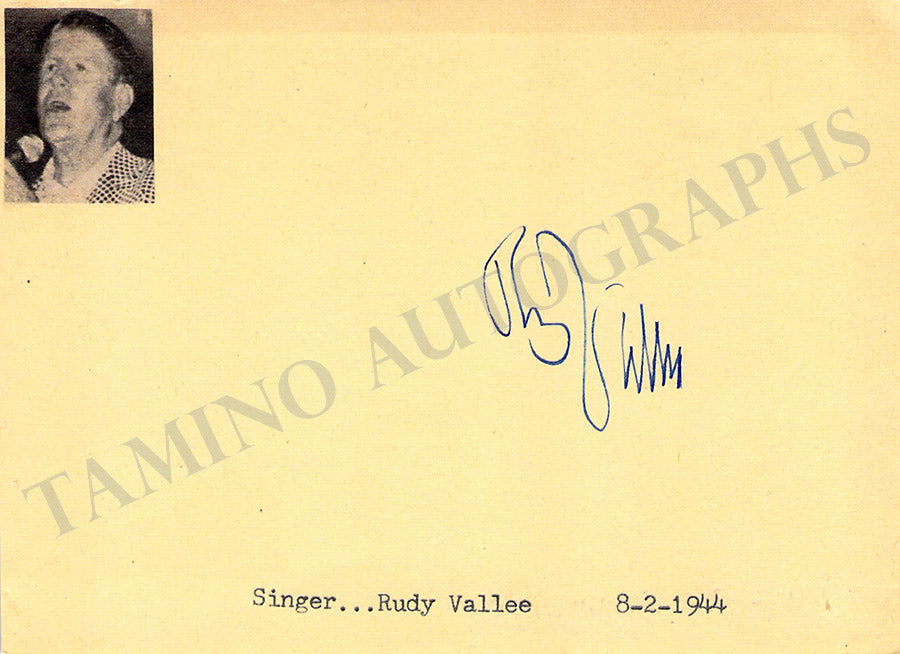 TAMINO AUTOGRAPHS
Singer...Rudy Vallee 8-2-1944